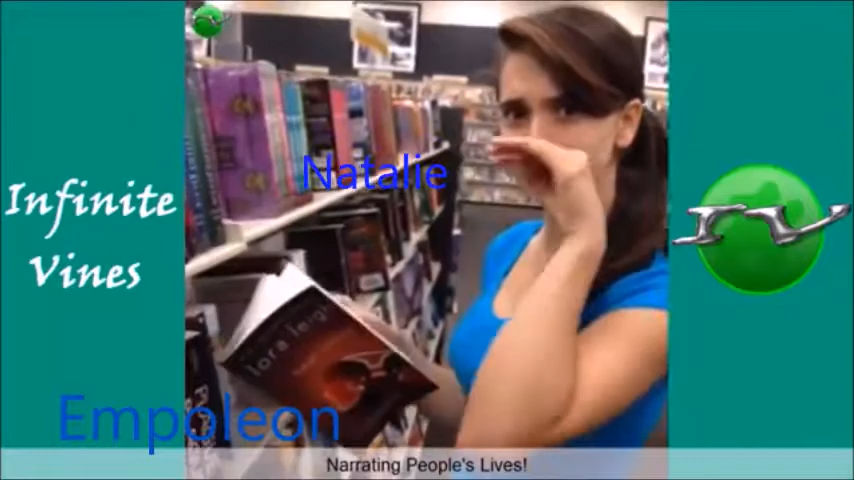 Infinite
Vines
Natalie
lora leigh
Empoleon
Narrating People's Lives!